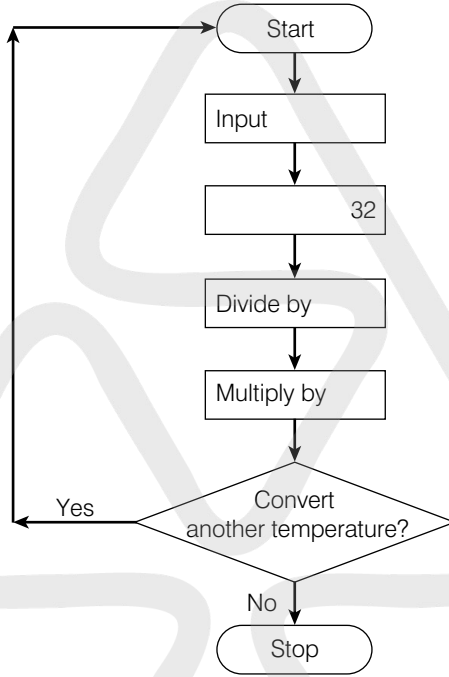 Start
Input
32
Divide by
Multiply by
Convert
another temperature?
Yes
No
Stop